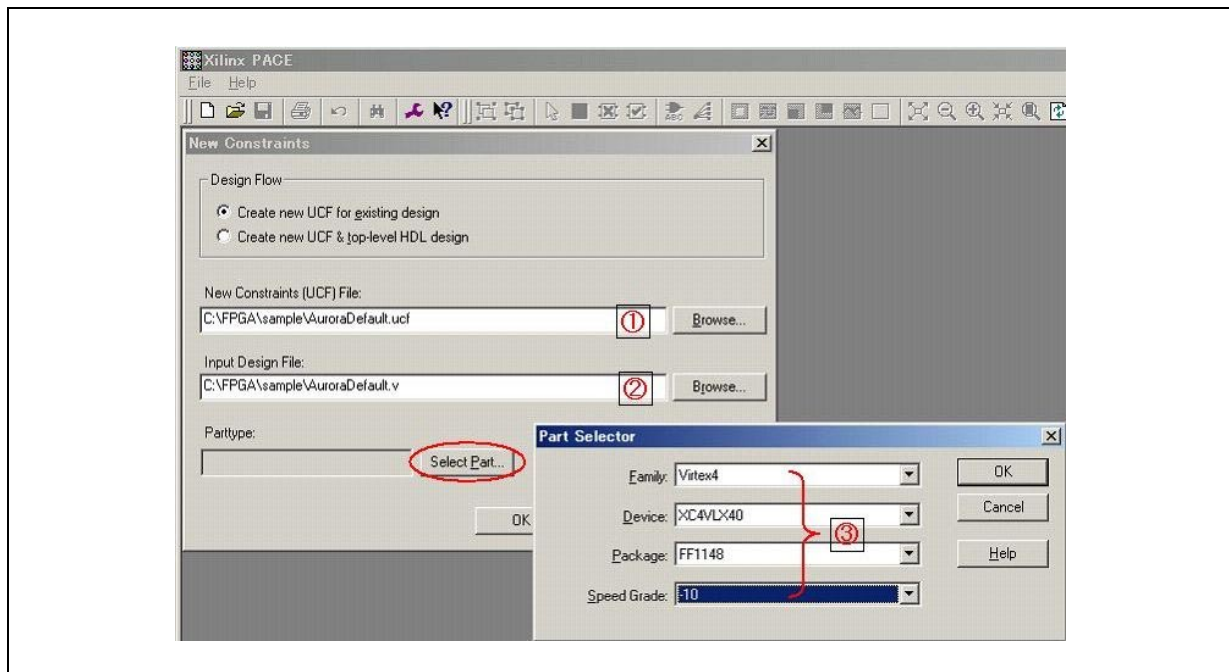 Xilinx PACE
File Help
New Constraints
Design Flow
Create new UCF for existing design
Create new UCF & top-level HDL design
New Constraints (UCF) File:
C:\FPGA\sample\AuroraDefault.ucf
①
Browse...
Input Design File:
C:\FPGA\sample\AuroraDefault.v
②
Browse...
Parttype:
Select Part...
OK
Part Selector
Family: Virtex4
OK
Device: XC4VLX40
Cancel
③
Package: FF1148
Help
Speed Grade: -10